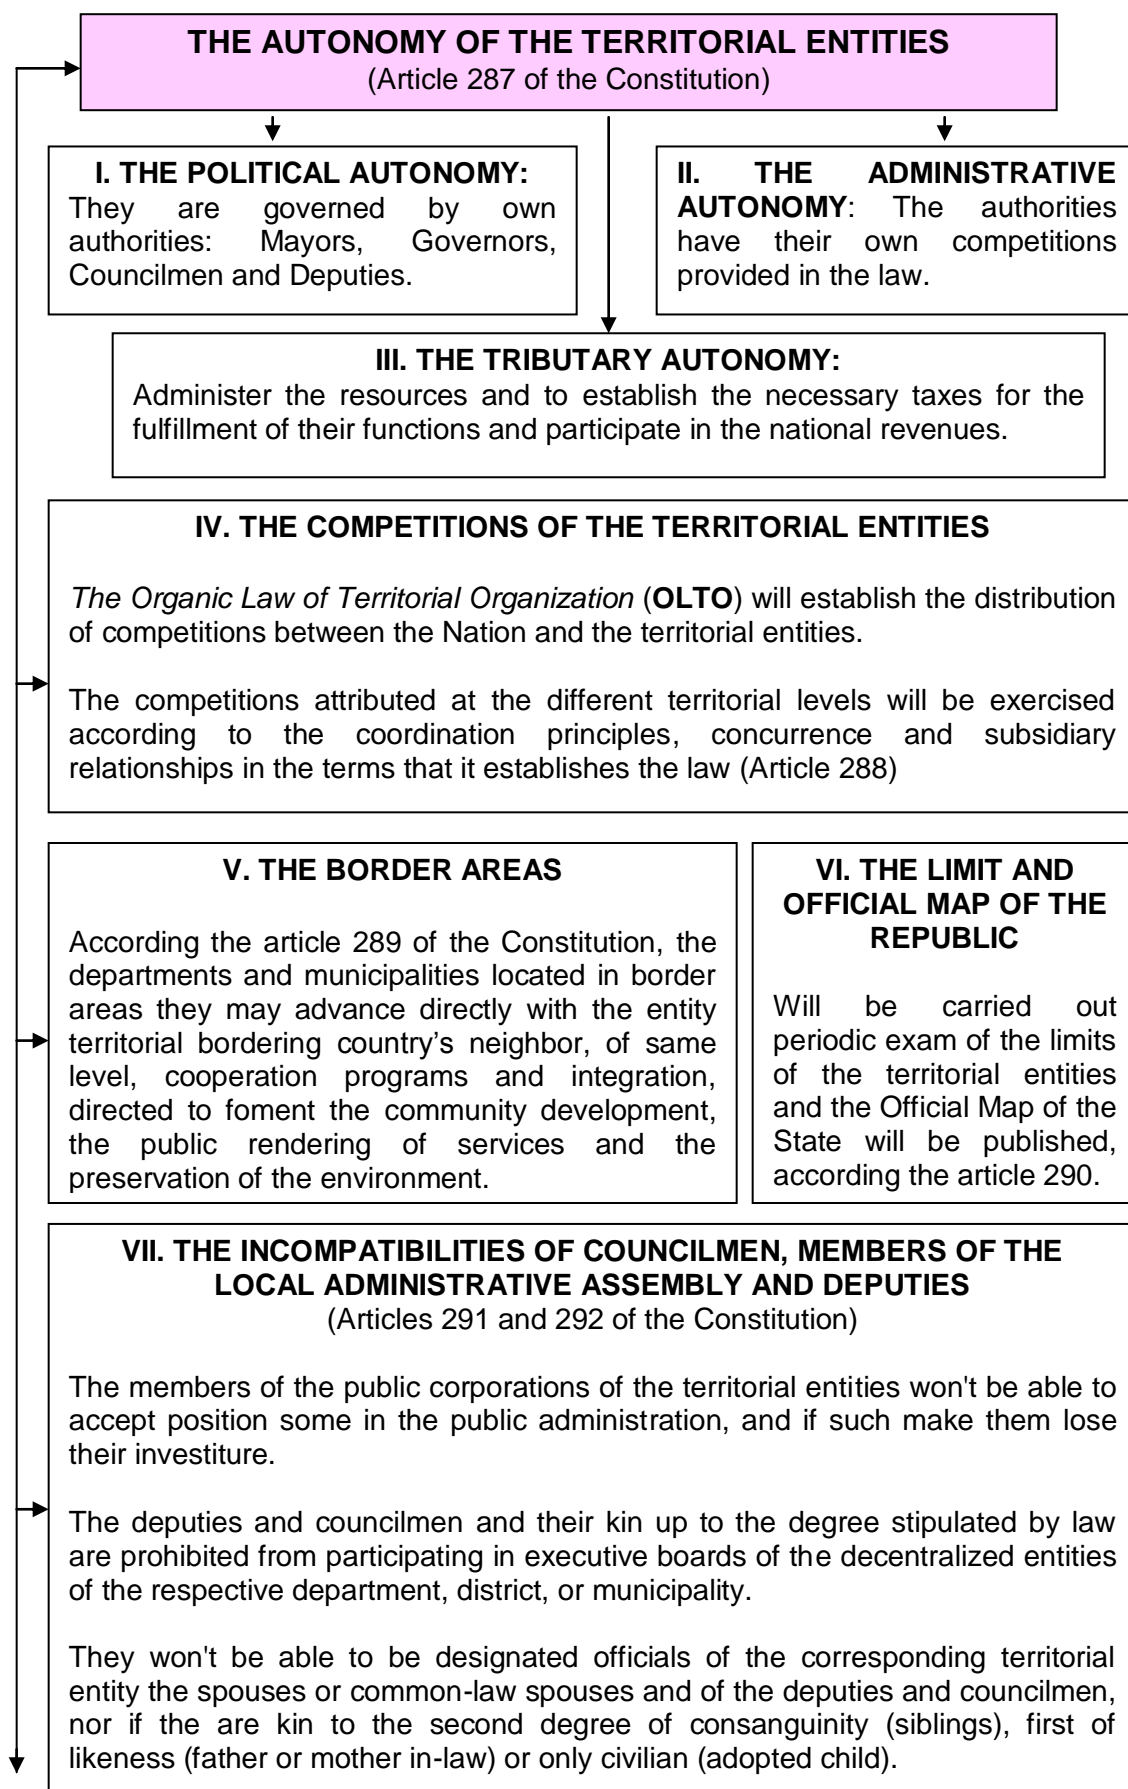 THE AUTONOMY OF THE TERRITORIAL ENTITIES
(Article 287 of the Constitution)
I. THE POLITICAL AUTONOMY:
They are governed by own
authorities: Mayors, Governors,
Councilmen and Deputies.
II. THE ADMINISTRATIVE
AUTONOMY: The authorities
have their own competitions
provided in the law.
III. THE TRIBUTARY AUTONOMY:
Administer the resources and to establish the necessary taxes for the
fulfillment of their functions and participate in the national revenues.
IV. THE COMPETITIONS OF THE TERRITORIAL ENTITIES
The Organic Law of Territorial Organization (OLTO) will establish the distribution
of competitions between the Nation and the territorial entities.
The competitions attributed at the different territorial levels will be exercised
according to the coordination principles, concurrence and subsidiary
relationships in the terms that it establishes the law (Article 288)
V. THE BORDER AREAS
According the article 289 of the Constitution, the
departments and municipalities located in border
areas they may advance directly with the entity
territorial bordering country's neighbor, of same
level, cooperation programs and integration,
directed to foment the community development,
the public rendering of services and the
preservation of the environment.
VI. THE LIMIT AND
OFFICIAL MAP OF THE
REPUBLIC
Will be carried out
periodic exam of the limits
of the territorial entities
and the Official Map of the
State will be published,
according the article 290.
VII. THE INCOMPATIBILITIES OF COUNCILMEN, MEMBERS OF THE
LOCAL ADMINISTRATIVE ASSEMBLY AND DEPUTIES
(Articles 291 and 292 of the Constitution)
The members of the public corporations of the territorial entities won't be able to
accept position some in the public administration, and if such make them lose
their investiture.
The deputies and councilmen and their kin up to the degree stipulated by law
are prohibited from participating in executive boards of the decentralized entities
of the respective department, district, or municipality.
They won't be able to be designated officials of the corresponding territorial
entity the spouses or common-law spouses and of the deputies and councilmen,
nor if the are kin to the second degree of consanguinity (siblings), first of
likeness (father or mother in-law) or only civilian (adopted child).